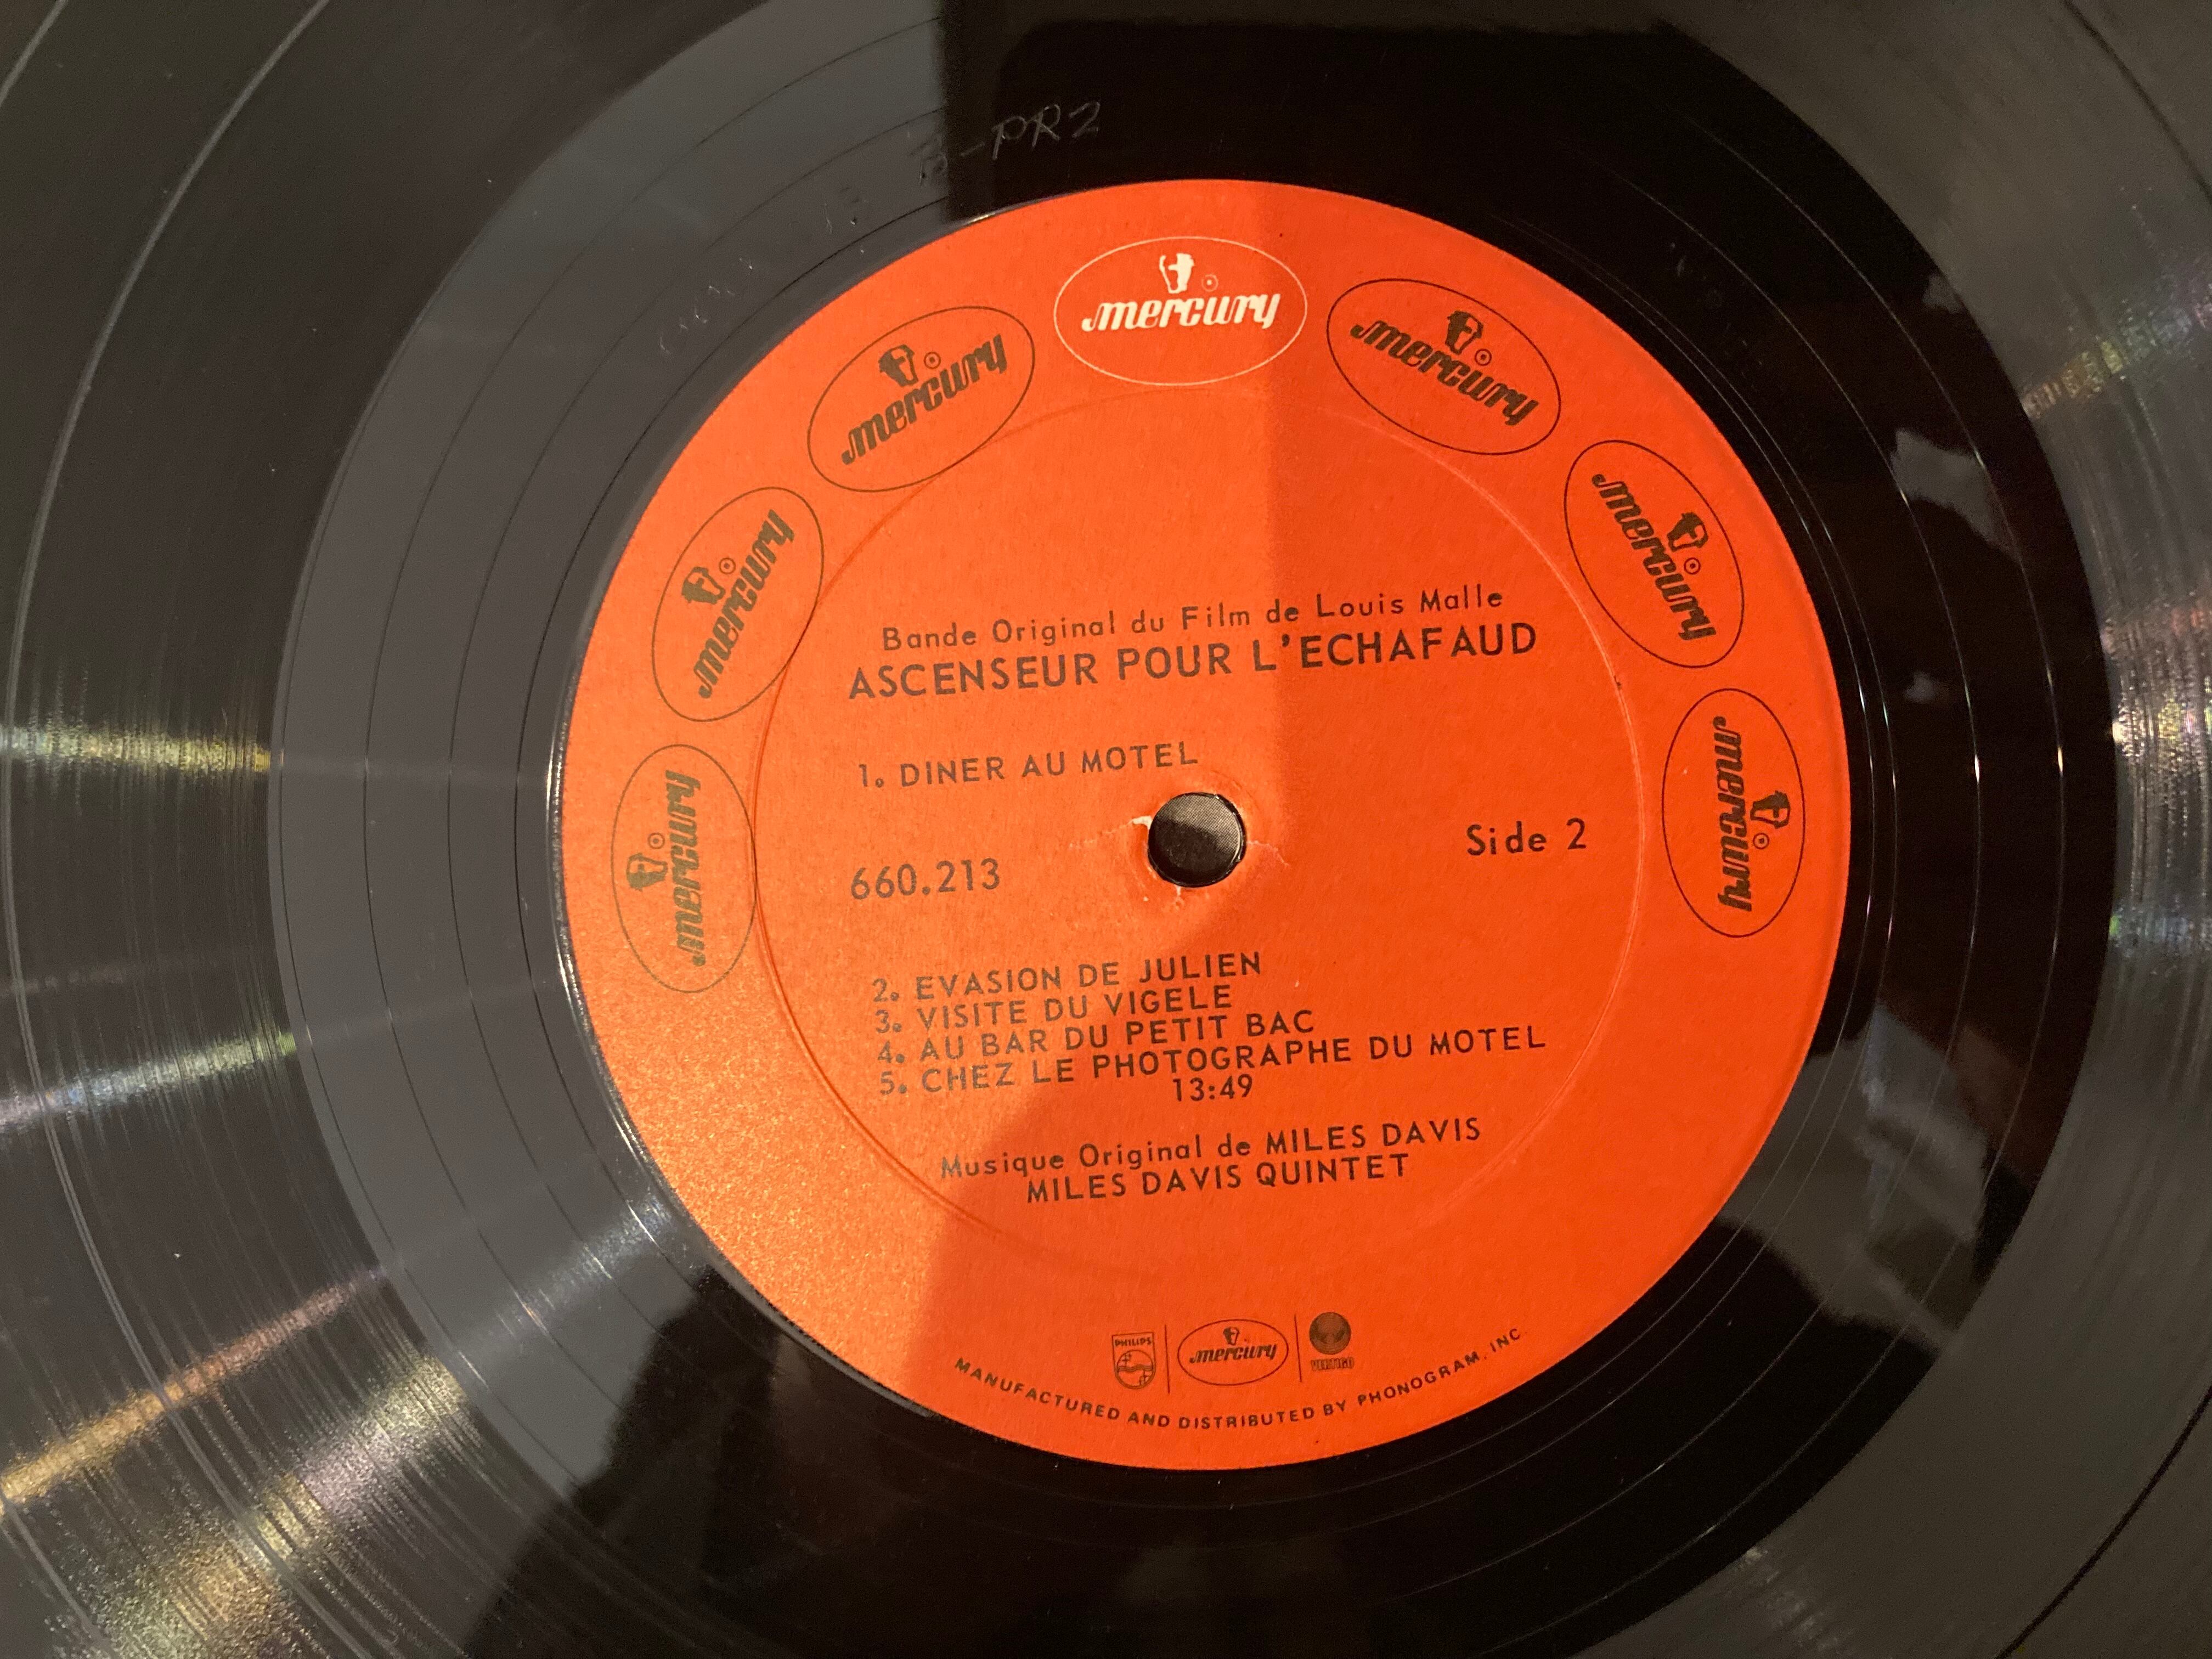 B-PR2
mercury
mercury
mercury
mercury
mercury
mercury
mercury
Bande Original du Film de Louis Malle
ASCENSEUR POUR L'ECHAFAUD
1. DINER AU MOTEL
Side 2
660.213
2. EVASION DE JULIEN
3. VISITE DU VIGELE
4. AU BAR DU PETIT BAC
5. CHEZ LE PHOTOGRAPHE DU MOTEL
13:49
Musique Original de MILES DAVIS
MILES DAVIS QUINTET
PHILIPS
mercury
VERTIGO
MANUFACTURED AND DISTRIBUTED BY PHONOGRAM, INC.